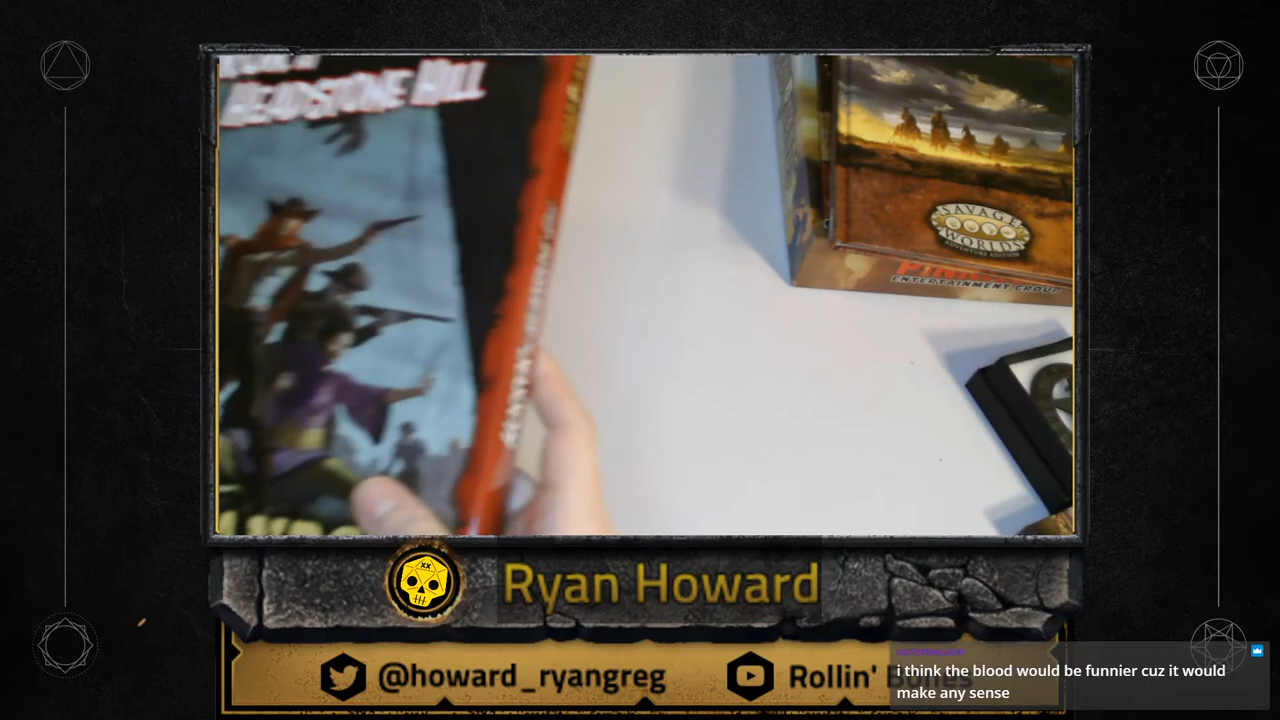 HEADSTONE HILL
SAVAGE
WORLDS
ADVENTURE EDITION
ENTERTAINMENT GROUP
XX
Ryan Howard
@howard_ryangreg
Rollin'
i think the blood would be funnier cuz it would
make any sense